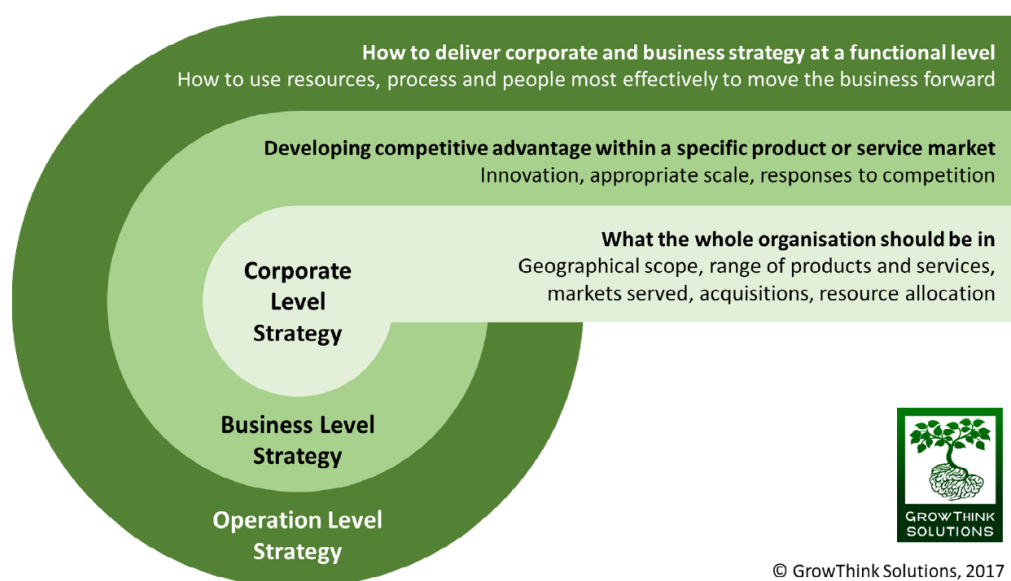 How to deliver corporate and business strategy at a functional level
How to use resources, process and people most effectively to move the business forward
Developing competitive advantage within a specific product or service market
Innovation, appropriate scale, responses to competition
What the whole organisation should be in
Geographical scope, range of products and services,
markets served, acquisitions, resource allocation
Corporate
Level
Strategy
Business Level
Strategy
Operation Level
Strategy
GROWTHINK
SOLUTIONS
© GrowThink Solutions, 2017